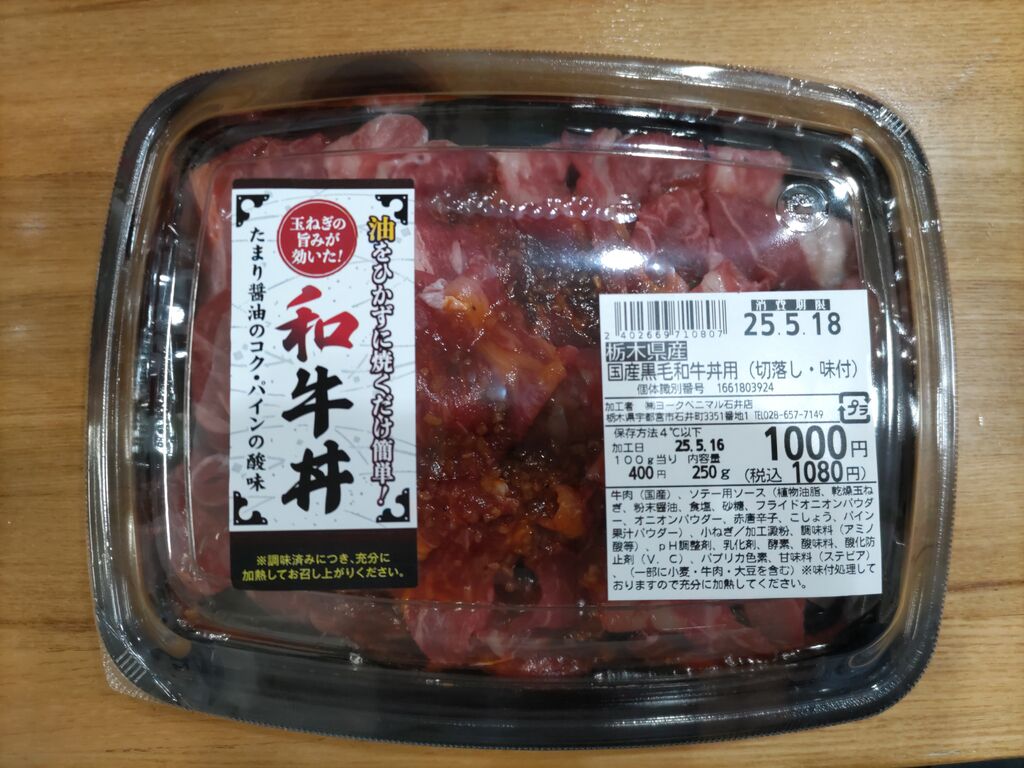 油をひかずに焼くだけ簡単!
玉ねぎの
旨みが
効いた!
和牛丼
たまり醤油のコク・パインの酸味
※調味済みにつき、充分に
加熱してお召し上がりください。
2 402669 710807
消費期限
25.5.18
栃木県産
国産黒毛和牛丼用(切落し・味付)
個体識別番号 1661803924
加工者 ㈱ヨークベニマル石井店
栃木県宇都宮市石井町3351番地1 TEL028-657-7149
プラ
保存方法4℃以下
加工日 25.5.16
100g当り 内容量
400円 250g
1000円
(税込 1080円)
牛肉(国産)、ソテー用ソース(植物油脂、乾燥玉ね
ぎ、粉末醤油、食塩、砂糖、フライドオニオンパウダ
ー、オニオンパウダー、赤唐辛子、こしょう、パイン
果汁パウダー)、小ねぎ/加工澱粉、調味料(アミノ
酸等)、pH調整剤、乳化剤、酵素、酸味料、酸化防
止剤(V.C)、パプリカ色素、甘味料(ステビア)
、(一部に小麦・牛肉・大豆を含む)※味付処理して
おりますので充分に加熱してください。